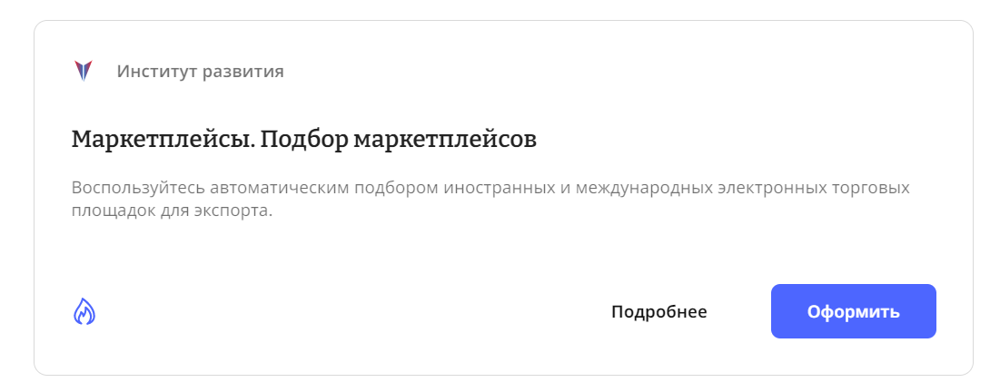 Институт развития
Маркетплейсы. Подбор маркетплейсов
Воспользуйтесь автоматическим подбором иностранных и международных электронных торговых
площадок для экспорта.
Подробнее
Оформить